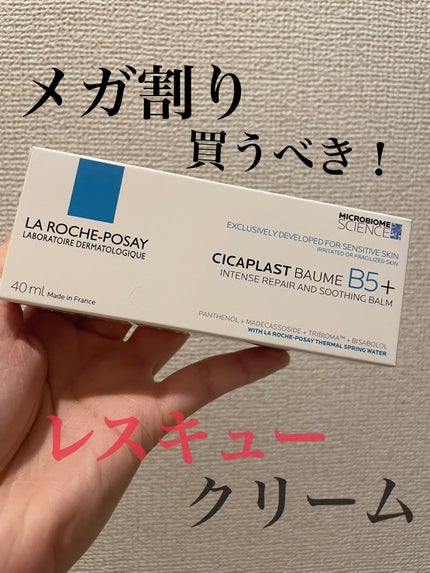 メガ割り
買うべき！
MICROBIOME
SCIENCE
LA ROCHE-POSAY
LABORATOIRE DERMATOLOGIQUE
EXCLUSIVELY DEVELOPED FOR SENSITIVE SKIN
IRRITATED OR FRAGILIZED SKIN
CICAPLAST BAUME B5+
INTENSE REPAIR AND SOOTHING BALM
40 ml Made in France
PANTHENOL + MADECASSOSIDE + TRIBIOMA™ + BISABOLOL
WITH LA ROCHE-POSAY THERMAL SPRING WATER
レスキュー
クリーム